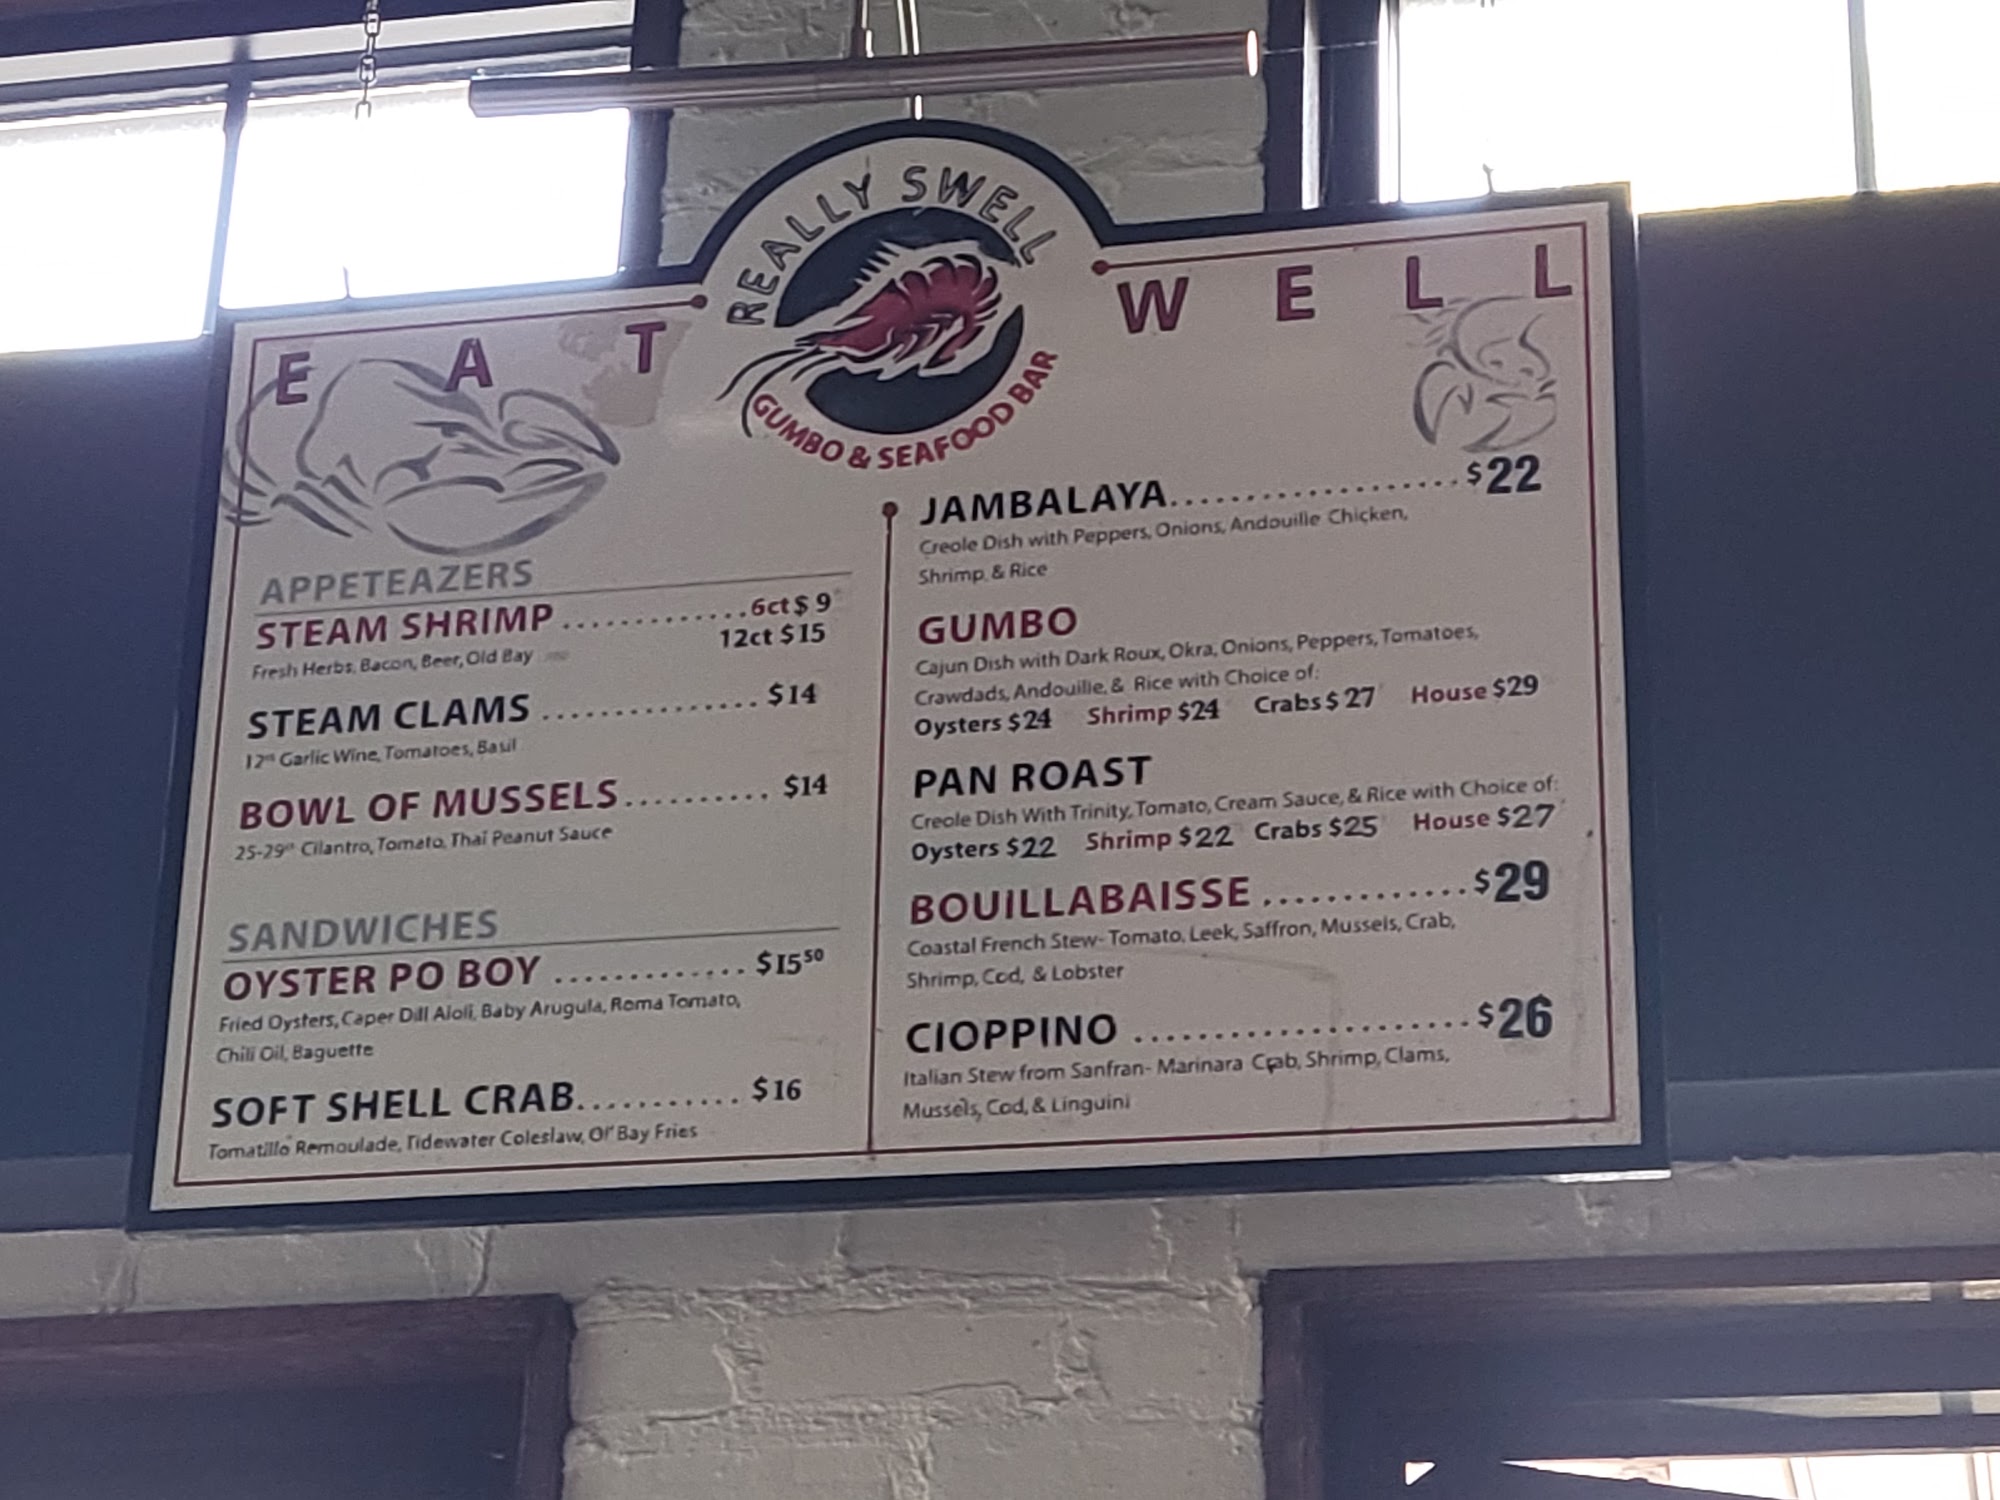 REALLY SWELL
GUMBO & SEAFOOD BAR
EAT WELL
APPETEAZERS
STEAM SHRIMP ............6ct $ 9
12ct $15
Fresh Herbs, Bacon, Beer, Old Bay
STEAM CLAMS ............... $14
12ct Garlic Wine, Tomatoes, Basil
BOWL OF MUSSELS.......... $14
25-29ct Cilantro, Tomato, Thai Peanut Sauce
SANDWICHES
OYSTER PO BOY ............. $15⁵⁰
Fried Oysters, Caper Dill Aioli, Baby Arugula, Roma Tomato,
Chili Oil, Baguette
SOFT SHELL CRAB........... $16
Tomatillo Remoulade, Tidewater Coleslaw, Ol' Bay Fries
JAMBALAYA.................... $22
Creole Dish with Peppers, Onions, Andouille Chicken,
Shrimp, & Rice
GUMBO
Cajun Dish with Dark Roux, Okra, Onions, Peppers, Tomatoes,
Crawdads, Andouille, & Rice with Choice of:
Oysters $24 Shrimp $24 Crabs $27 House $29
PAN ROAST
Creole Dish With Trinity, Tomato, Cream Sauce, & Rice with Choice of:
Oysters $22 Shrimp $22 Crabs $25 House $27
BOUILLABAISSE .............. $29
Coastal French Stew- Tomato, Leek, Saffron, Mussels, Crab,
Shrimp, Cod, & Lobster
CIOPPINO ....................... $26
Italian Stew from Sanfran- Marinara Crab, Shrimp, Clams,
Mussels, Cod, & Linguini